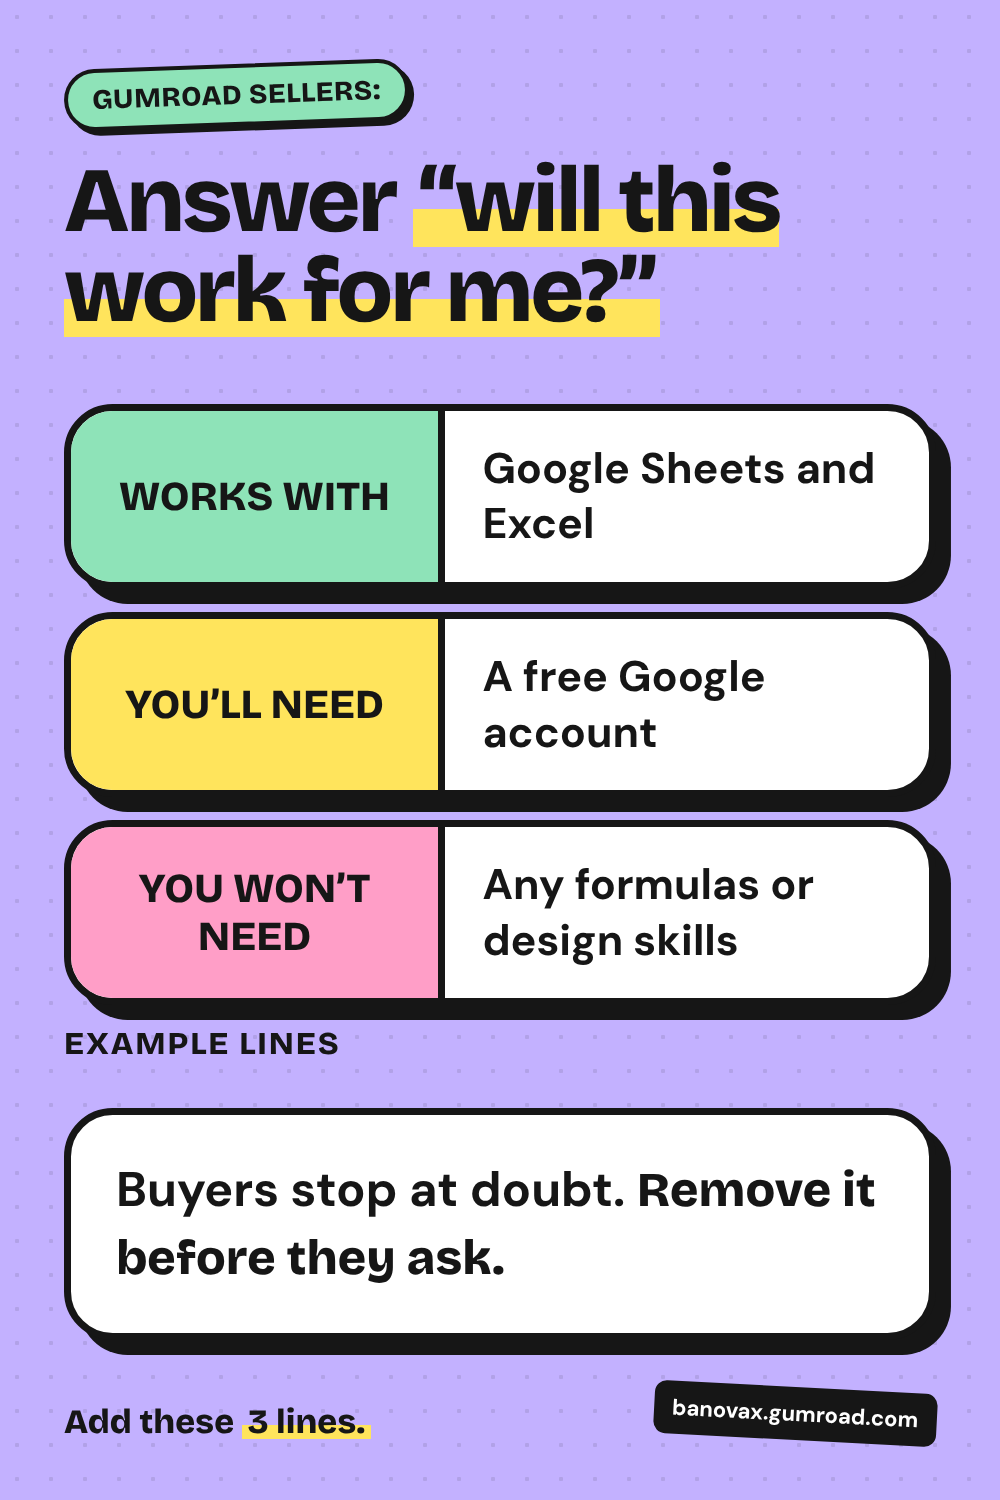 GUMROAD SELLERS:
Answer “will this
work for me?”
WORKS WITH
Google Sheets and
Excel
YOU’LL NEED
A free Google
account
YOU WON’T
NEED
Any formulas or
design skills
EXAMPLE LINES
Buyers stop at doubt. Remove it
before they ask.
Add these 3 lines.
banovax.gumroad.com